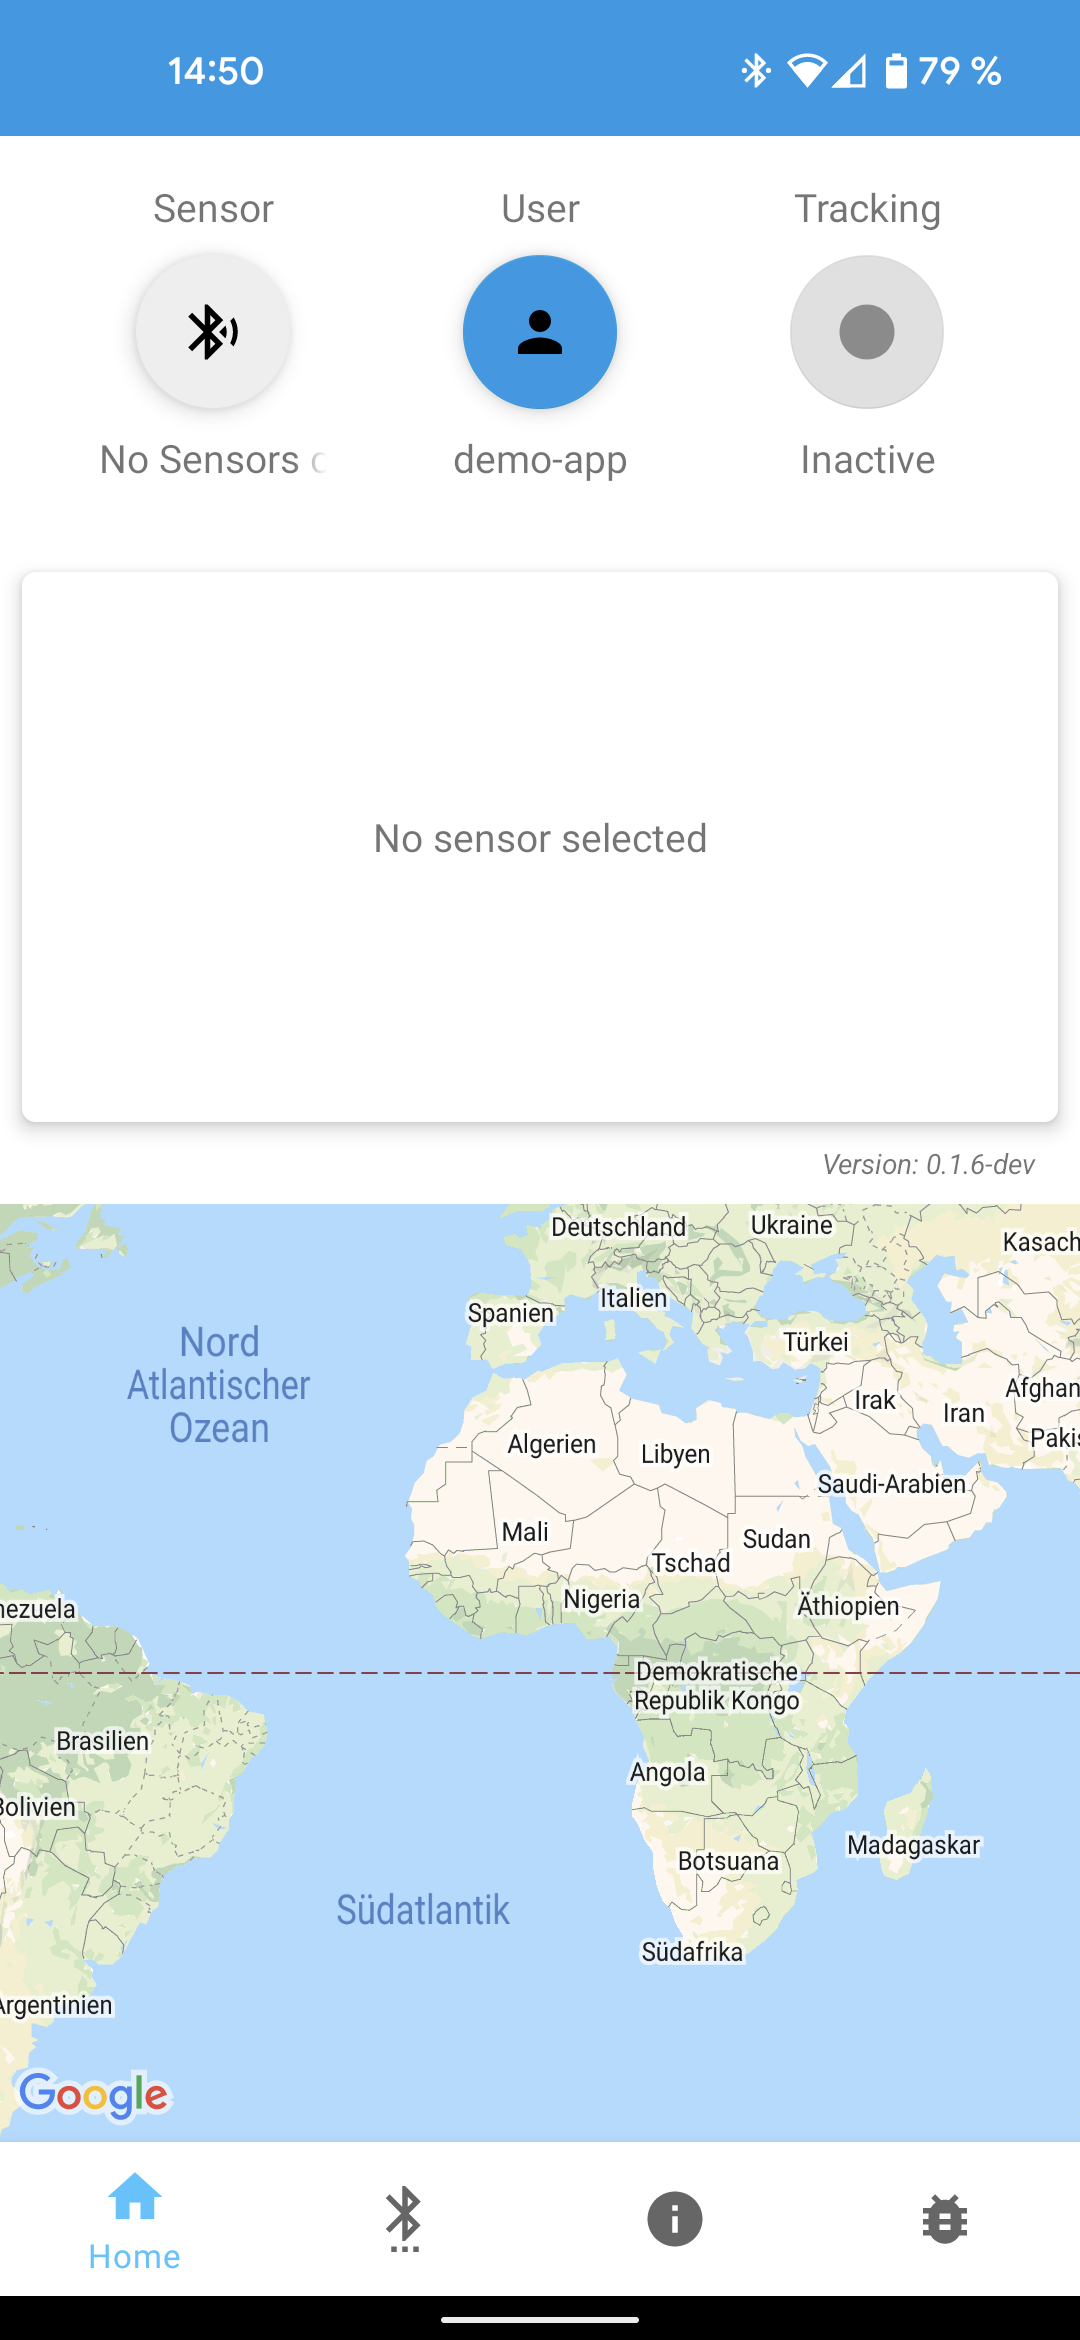 14:50
79 %
Sensor
User
Tracking
No Sensors
demo-app
Inactive
No sensor selected
Version: 0.1.6-dev
Deutschland
Ukraine
Kasach
Spanien
Italien
Türkei
Nord
Atlantischer
Ozean
Irak
Iran
Afghan
Pakis
Algerien
Libyen
Saudi-Arabien
Mali
Tschad
Sudan
Nigeria
Äthiopien
nezuela
Demokratische
Republik Kongo
Brasilien
Angola
Bolivien
Madagaskar
Botsuana
Südatlantik
Südafrika
Argentinien
Google
Home